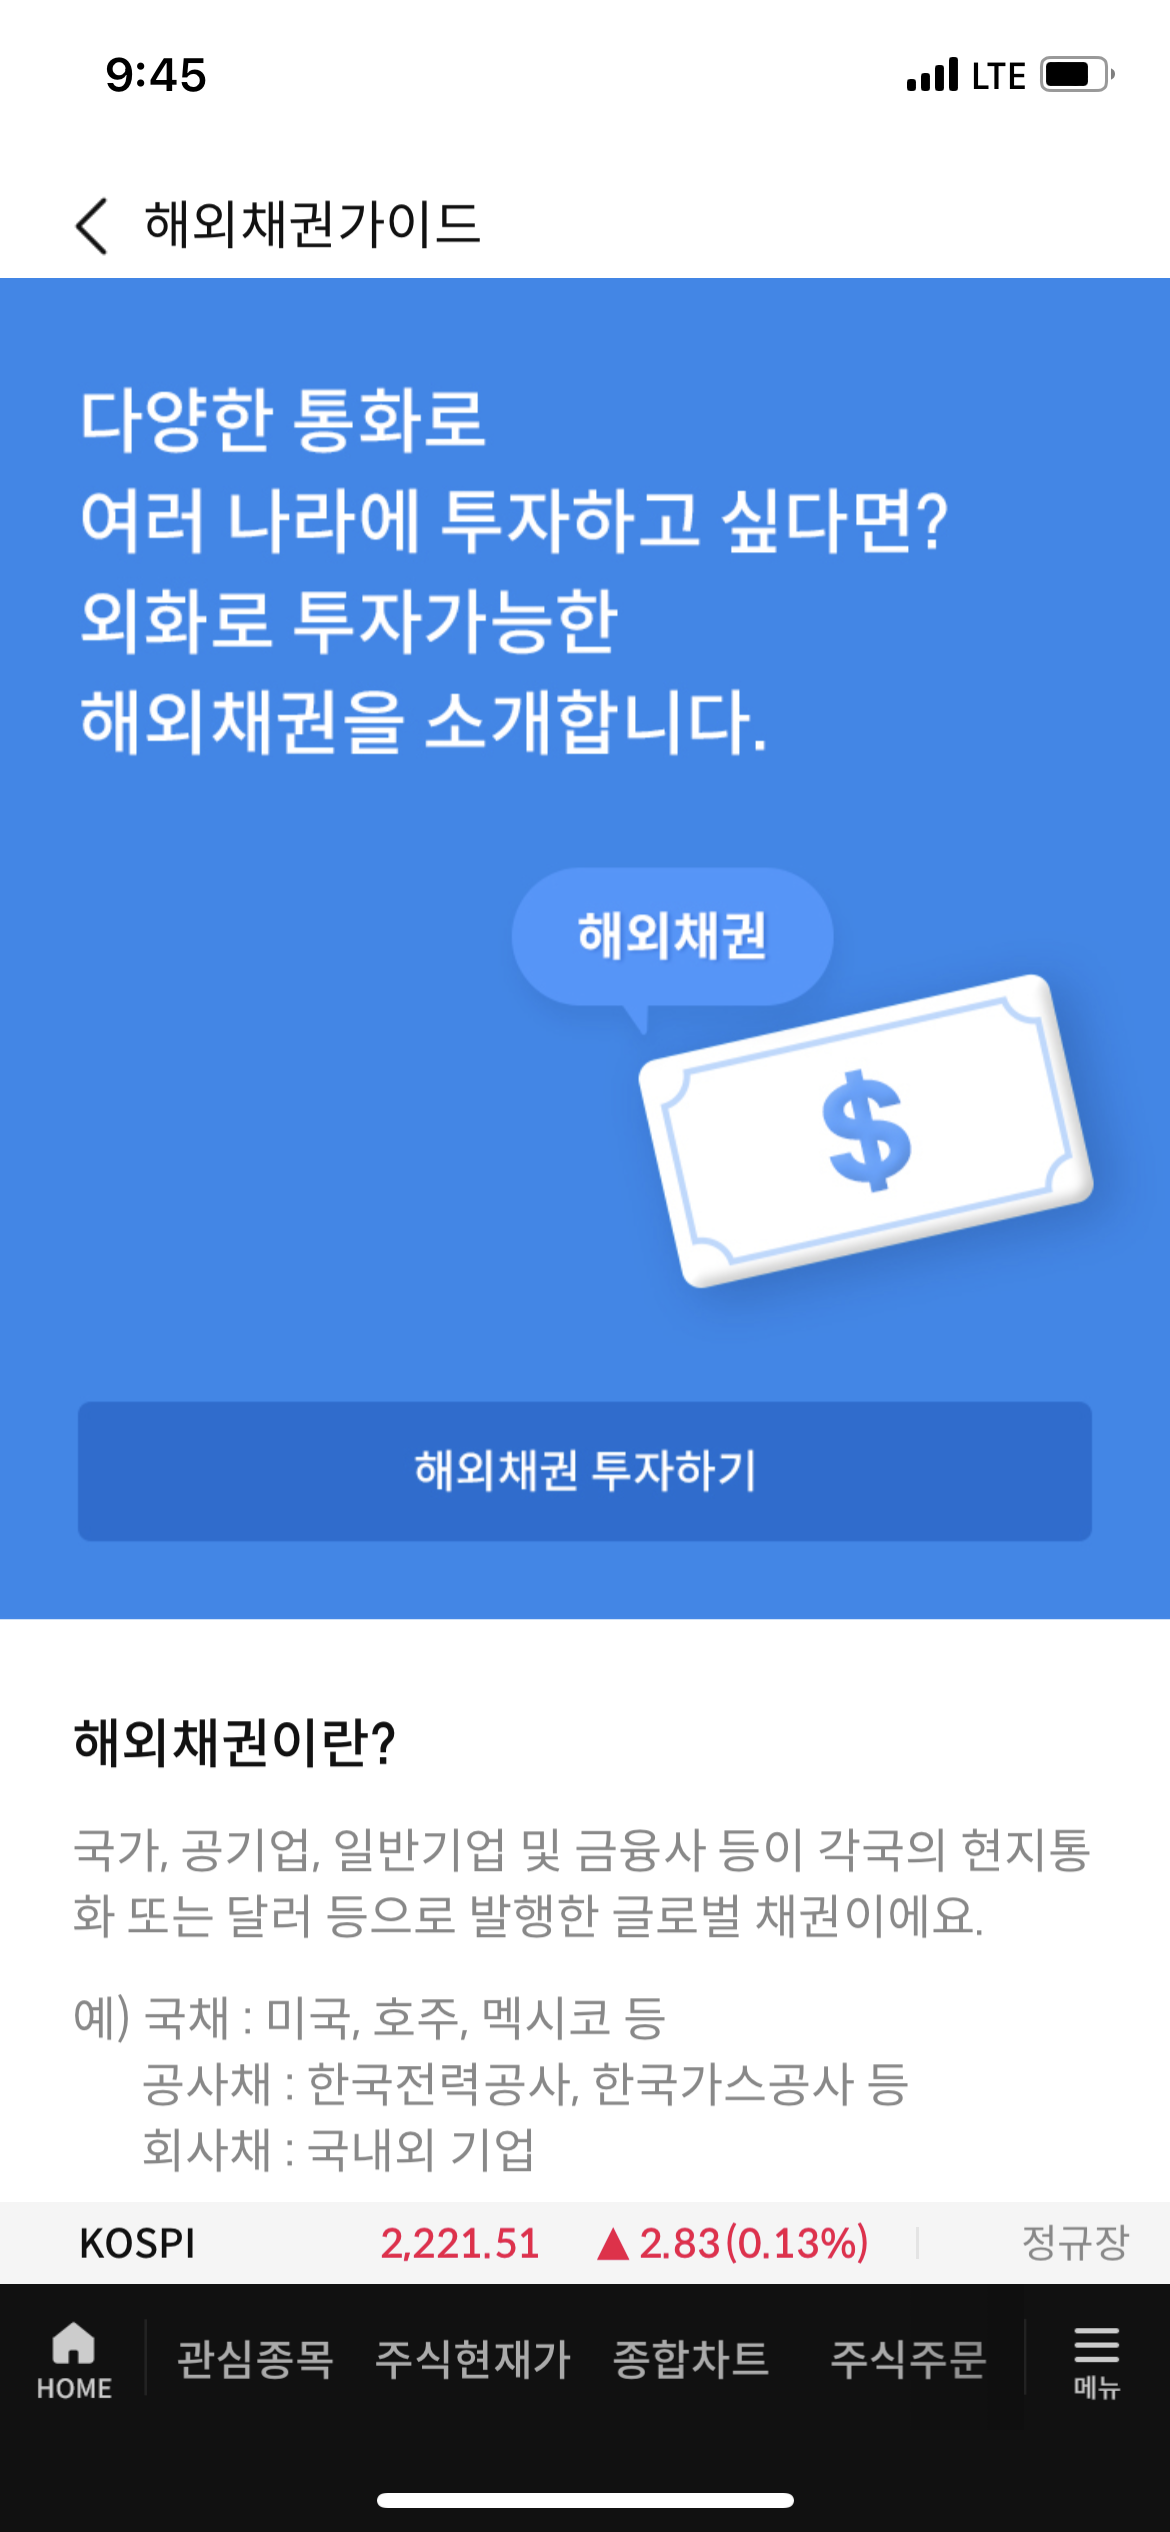 9:45
LTE
해외채권가이드
다양한 통화로
여러 나라에 투자하고 싶다면?
외화로 투자가능한
해외채권을 소개합니다.
해외채권
$
해외채권 투자하기
해외채권이란?
국가, 공기업, 일반기업 및 금융사 등이 각국의 현지통
화 또는 달러 등으로 발행한 글로벌 채권이에요.
예) 국채 : 미국, 호주, 멕시코 등
공사채 : 한국전력공사, 한국가스공사 등
회사채 : 국내외 기업
KOSPI 2,221.51 ▲ 2.83(0.13%) 정규장
HOME 관심종목 주식현재가 종합차트 주식주문 메뉴